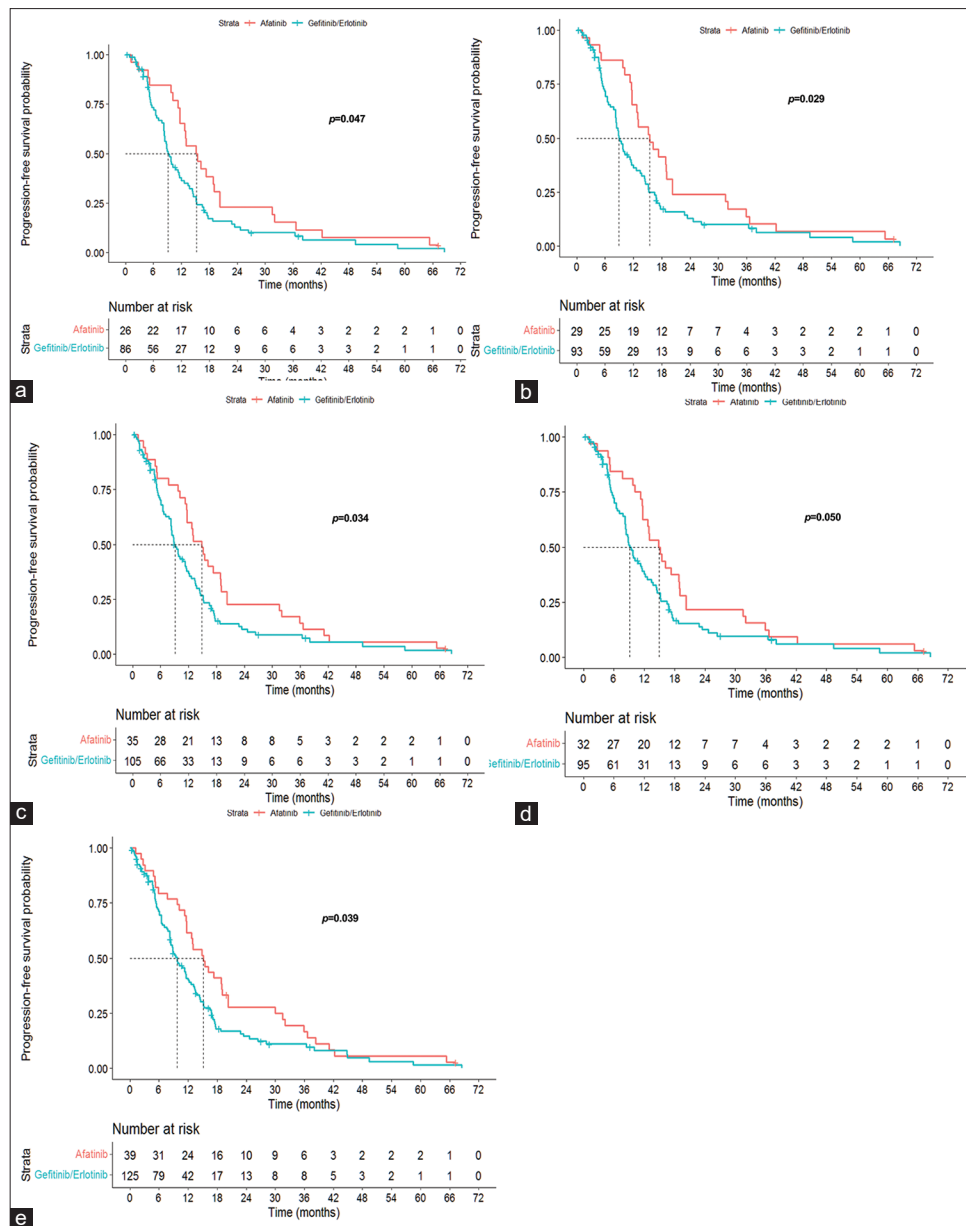 Strata Afatinib Gefitinib/Erlotinib
Progression-free survival probability
1.00
0.75
0.50
0.25
0.00
p=0.047
0 6 12 18 24 30 36 42 48 54 60 66 72
Time (months)
Number at risk
Strata
Afatinib 26 22 17 10 6 6 4 3 2 2 2 1 0
Gefitinib/Erlotinib 86 56 27 12 9 6 6 3 3 2 1 1 0
0 6 12 18 24 30 36 42 48 54 60 66 72
Time (months)
a
Strata Afatinib Gefitinib/Erlotinib
Progression-free survival probability
1.00
0.75
0.50
0.25
0.00
p=0.029
0 6 12 18 24 30 36 42 48 54 60 66 72
Time (months)
Number at risk
Strata
Afatinib 29 25 19 12 7 7 4 3 2 2 2 1 0
Gefitinib/Erlotinib 93 59 29 13 9 6 6 3 3 2 1 1 0
0 6 12 18 24 30 36 42 48 54 60 66 72
Time (months)
b
Strata Afatinib Gefitinib/Erlotinib
Progression-free survival probability
1.00
0.75
0.50
0.25
0.00
p=0.034
0 6 12 18 24 30 36 42 48 54 60 66 72
Time (months)
Number at risk
Strata
Afatinib 35 28 21 13 8 8 5 3 2 2 2 1 0
Gefitinib/Erlotinib 105 66 33 13 9 6 6 3 3 2 1 1 0
0 6 12 18 24 30 36 42 48 54 60 66 72
Time (months)
c
Strata Afatinib Gefitinib/Erlotinib
1.00
0.75
0.50
0.25
0.00
p=0.050
0 6 12 18 24 30 36 42 48 54 60 66 72
Time (months)
Number at risk
Afatinib 32 27 20 12 7 7 4 3 2 2 2 1 0
Gefitinib/Erlotinib 95 61 31 13 9 6 6 3 3 2 1 1 0
0 6 12 18 24 30 36 42 48 54 60 66 72
Time (months)
d
Strata Afatinib Gefitinib/Erlotinib
Progression-free survival probability
1.00
0.75
0.50
0.25
0.00
p=0.039
0 6 12 18 24 30 36 42 48 54 60 66 72
Time (months)
Number at risk
Strata
Afatinib 39 31 24 16 10 9 6 3 2 2 2 1 0
Gefitinib/Erlotinib 125 79 42 17 13 8 8 5 3 2 1 1 0
0 6 12 18 24 30 36 42 48 54 60 66 72
Time (months)
e